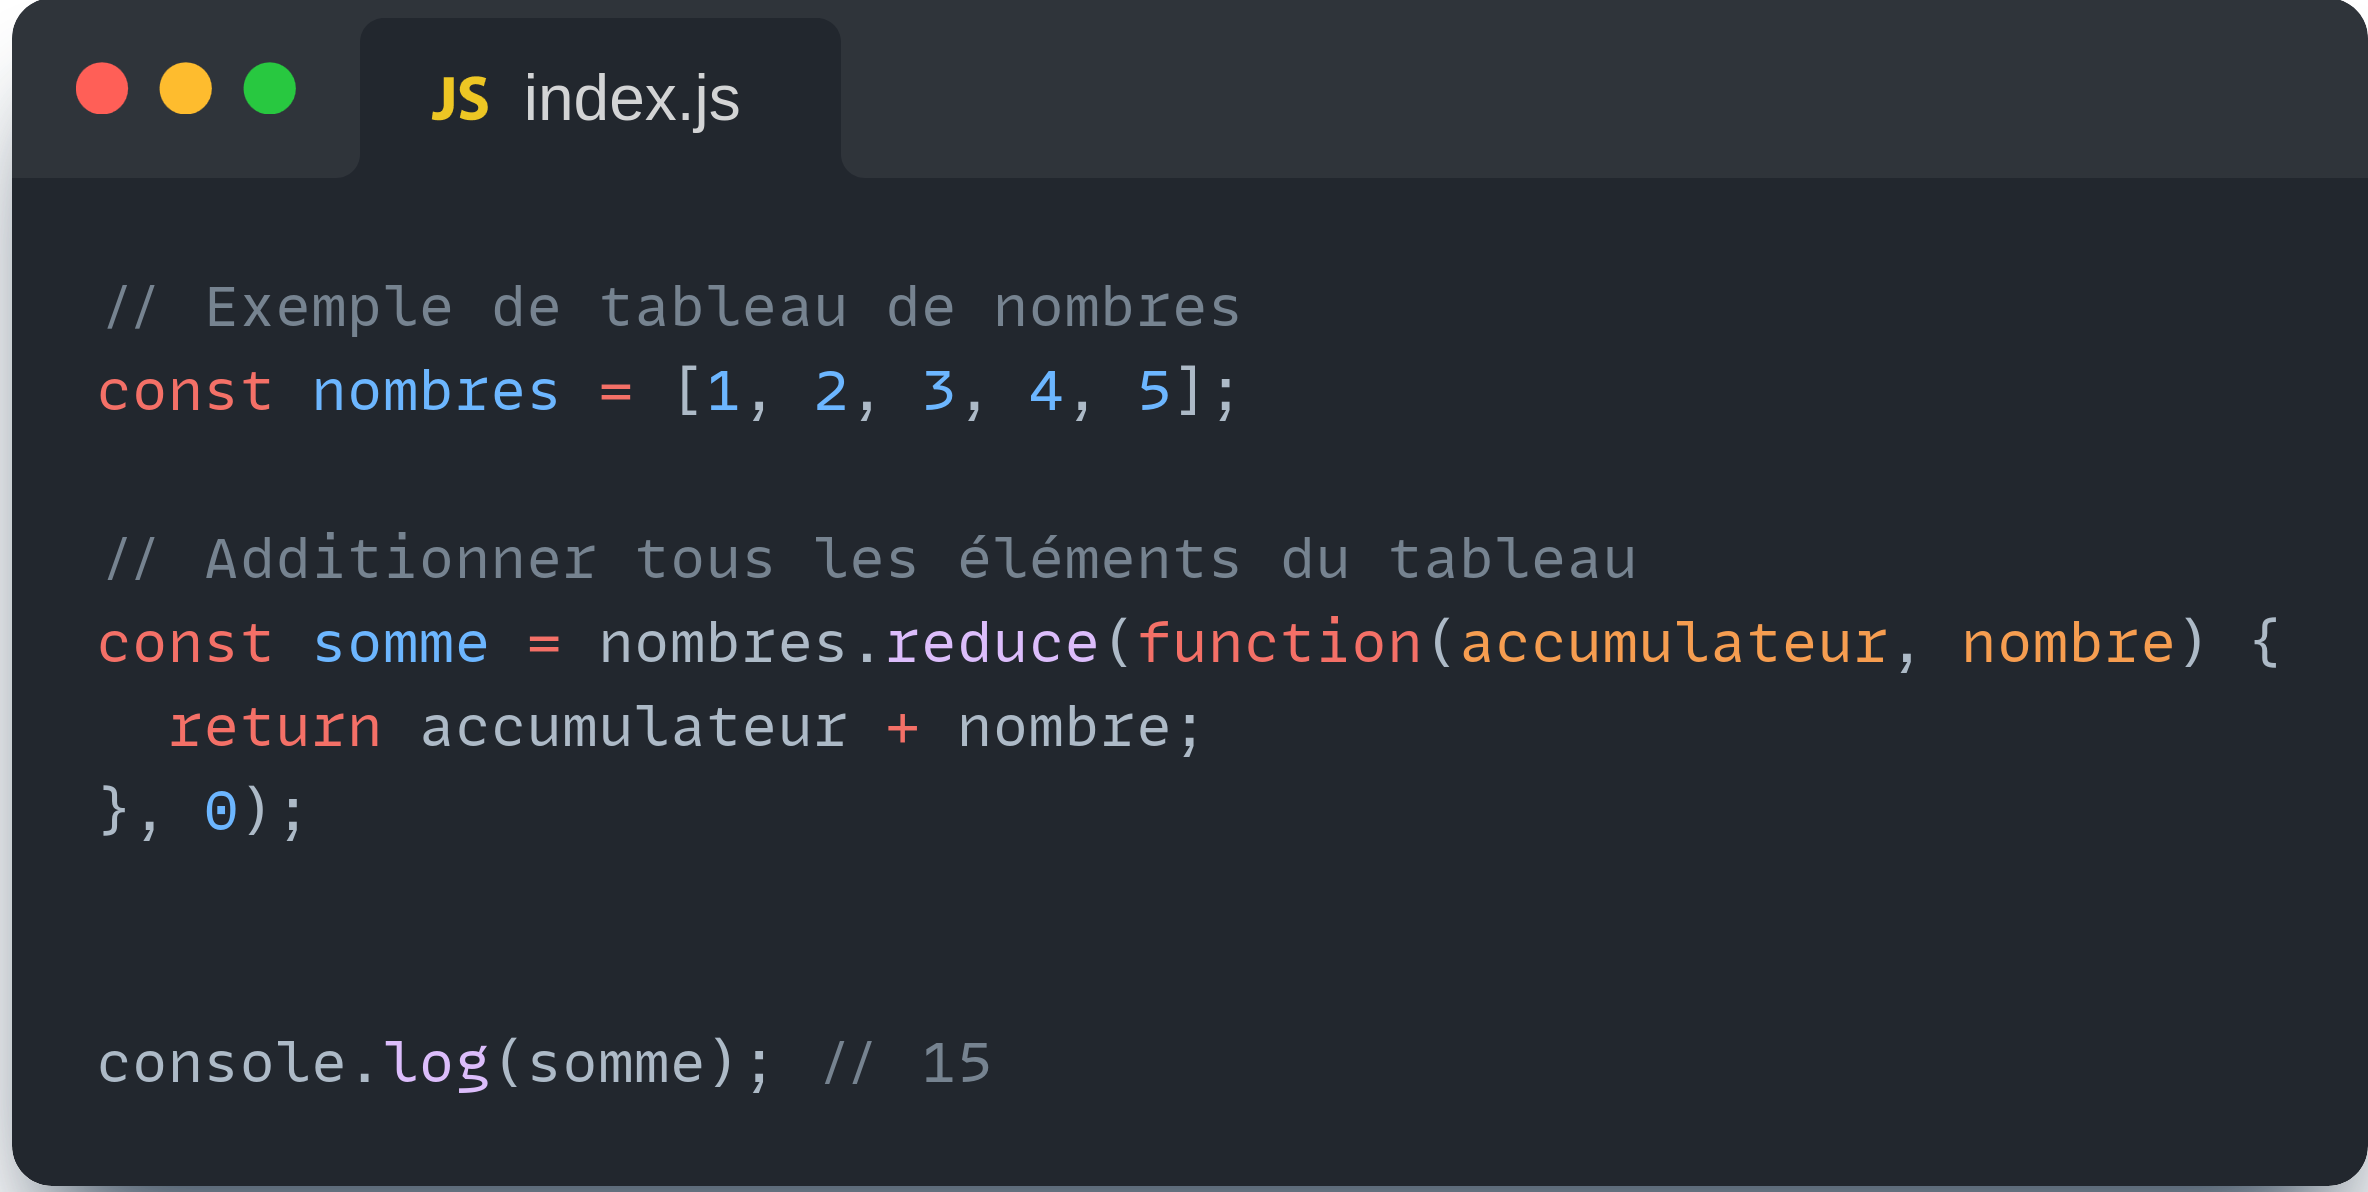 JS index.js
// Exemple de tableau de nombres
const nombres = [1, 2, 3, 4, 5];
// Additionner tous les éléments du tableau
const somme = nombres.reduce(function(accumulateur, nombre) {
  return accumulateur + nombre;
}, 0);
console.log(somme); // 15